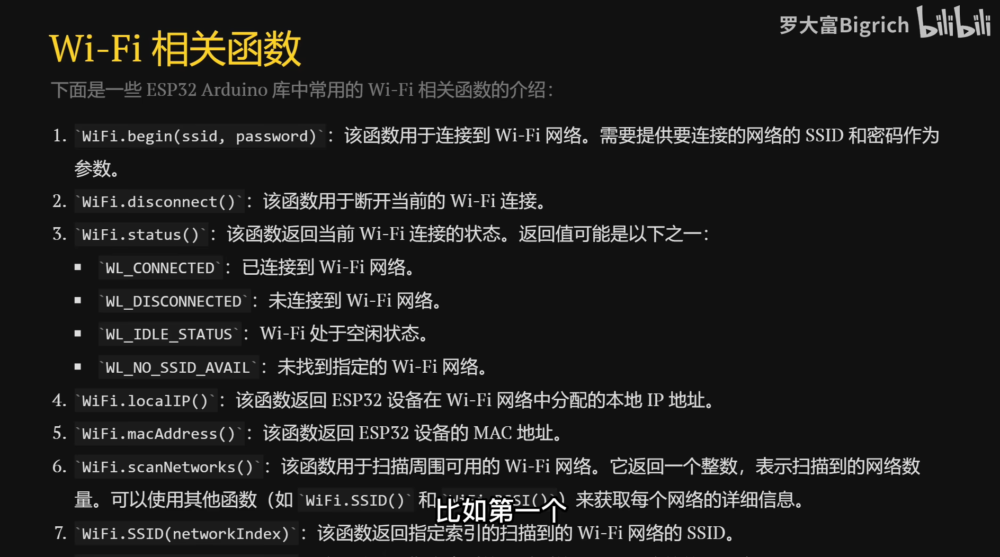 罗大富Bigrich bilibili
Wi-Fi 相关函数
下面是一些 ESP32 Arduino 库中常用的 Wi-Fi 相关函数的介绍：
1. `WiFi.begin(ssid, password)`：该函数用于连接到 Wi-Fi 网络。需要提供要连接的网络的 SSID 和密码作为
参数。
2. `WiFi.disconnect()`：该函数用于断开当前的 Wi-Fi 连接。
3. `WiFi.status()`：该函数返回当前 Wi-Fi 连接的状态。返回值可能是以下之一：
▪ `WL_CONNECTED`：已连接到 Wi-Fi 网络。
▪ `WL_DISCONNECTED`：未连接到 Wi-Fi 网络。
▪ `WL_IDLE_STATUS`：Wi-Fi 处于空闲状态。
▪ `WL_NO_SSID_AVAIL`：未找到指定的 Wi-Fi 网络。
4. `WiFi.localIP()`：该函数返回 ESP32 设备在 Wi-Fi 网络中分配的本地 IP 地址。
5. `WiFi.macAddress()`：该函数返回 ESP32 设备的 MAC 地址。
6. `WiFi.scanNetworks()`：该函数用于扫描周围可用的 Wi-Fi 网络。它返回一个整数，表示扫描到的网络数
量。可以使用其他函数（如 `WiFi.SSID()` 和 `WiFi.RSSI()`）来获取每个网络的详细信息。
比如第一个
7. `WiFi.SSID(networkIndex)`：该函数返回指定索引的扫描到的 Wi-Fi 网络的 SSID。